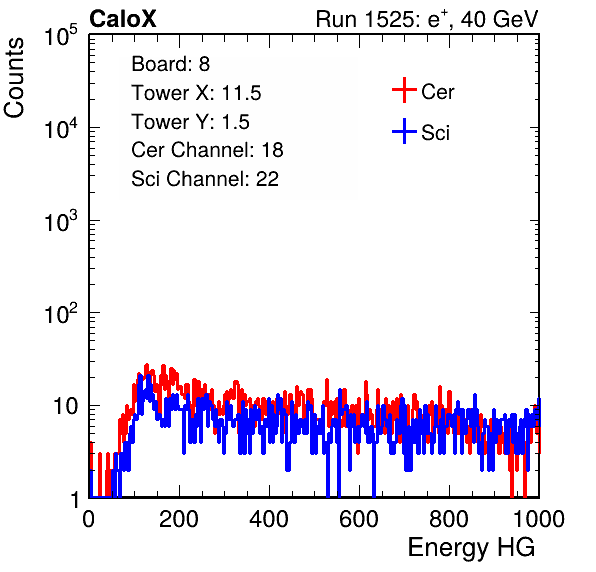 CaloX
Run 1525: e⁺, 40 GeV
Counts
10⁵
10⁴
10³
10²
10
1
Board: 8
Tower X: 11.5
Tower Y: 1.5
Cer Channel: 18
Sci Channel: 22
Cer
Sci
0 200 400 600 800 1000
Energy HG